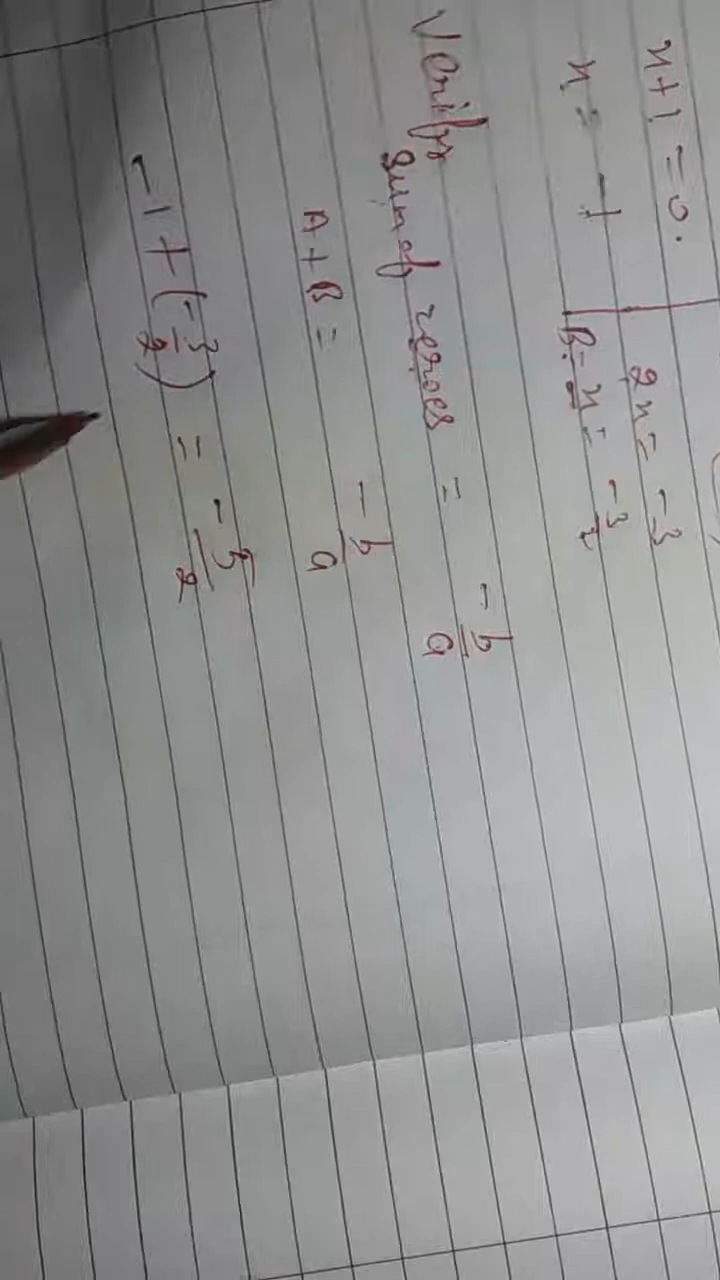 x+1=0. 2x= -3
x= -1 B= x= -3/2
Verify
sum of zeroes = -b/a
A+B= -b/a
-1+(-3/2) = -5/2